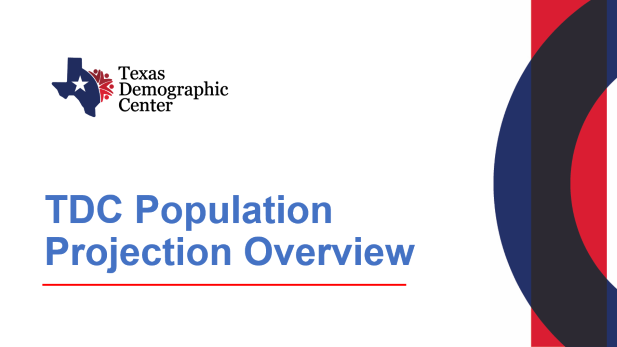 Texas
Demographic
Center
TDC Population
Projection Overview